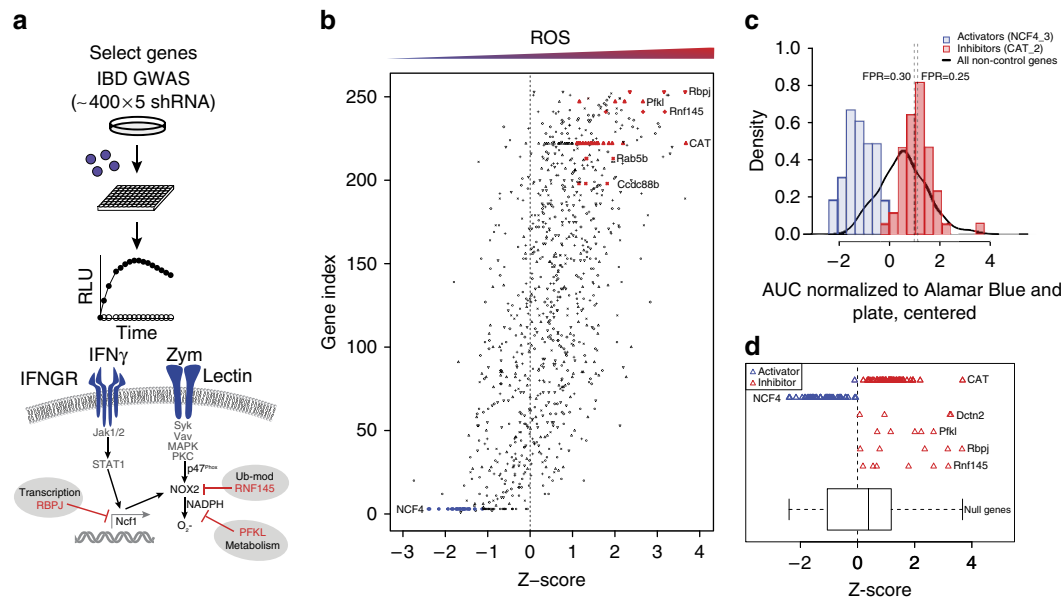 a
Select genes
IBD GWAS
(~400×5 shRNA)
RLU
Time
IFNγ
Zym
IFNGR
Lectin
Jak1/2
STAT1
Syk
Vav
MAPK
PKC
p47Phox
NOX2
NADPH
O2-
Ub-mod
RNF145
Transcription
RBPJ
Ncf1
PFKL
Metabolism
b
ROS
Gene index
250
200
150
100
50
0
Rbpj
Pfkl
Rnf145
CAT
Rab5b
Ccdc88b
NCF4
−3 −2 −1 0 1 2 3 4
Z−score
c
Activators (NCF4_3)
Inhibitors (CAT_2)
All non-control genes
FPR=0.30 FPR=0.25
Density
1.0
0.8
0.6
0.4
0.2
0.0
−2 0 2 4
AUC normalized to Alamar Blue and
plate, centered
d
Activator
Inhibitor
NCF4
CAT
Dctn2
Pfkl
Rbpj
Rnf145
Null genes
−2 0 2 4
Z-score